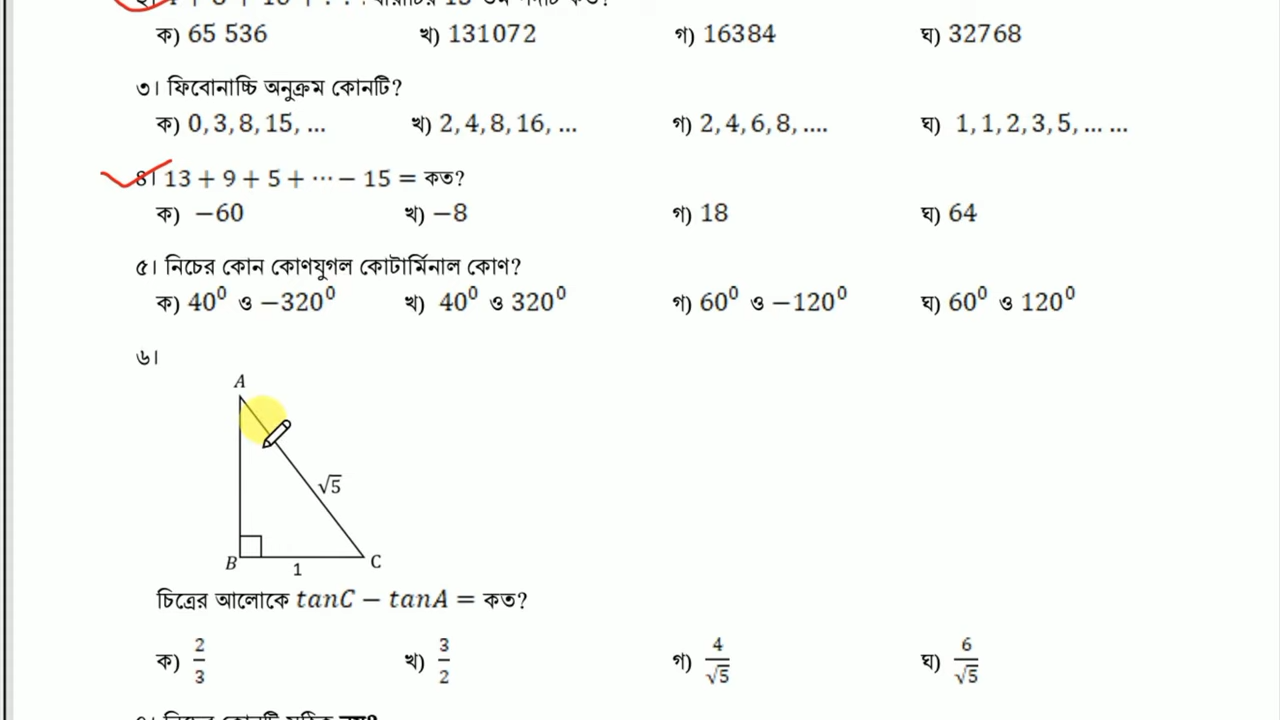 ক) 65 536 খ) 131072 গ) 16384 ঘ) 32768
৩। ফিবোনাচ্চি অনুক্রম কোনটি?
ক) 0, 3, 8, 15, ... খ) 2, 4, 8, 16, ... গ) 2, 4, 6, 8, .... ঘ) 1, 1, 2, 3, 5, ... ...
৪। 13 + 9 + 5 + ⋯ − 15 = কত?
ক) −60 খ) −8 গ) 18 ঘ) 64
৫। নিচের কোন কোণযুগল কোটার্মিনাল কোণ?
ক) 40⁰ ও −320⁰ খ) 40⁰ ও 320⁰ গ) 60⁰ ও −120⁰ ঘ) 60⁰ ও 120⁰
৬।
A
√5
B 1 C
চিত্রের আলোকে tanC − tanA = কত?
ক) 2/3 খ) 3/2 গ) 4/√5 ঘ) 6/√5